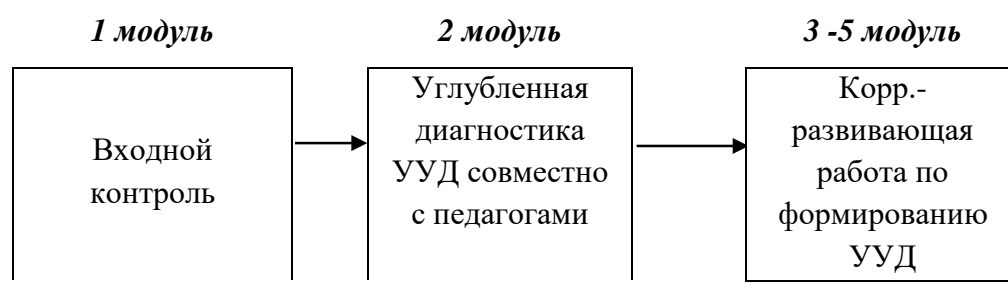 1 модуль
2 модуль
3 -5 модуль
Входной
контроль
Углубленная
диагностика
УУД совместно
с педагогами
Корр.-
развивающая
работа по
формированию
УУД